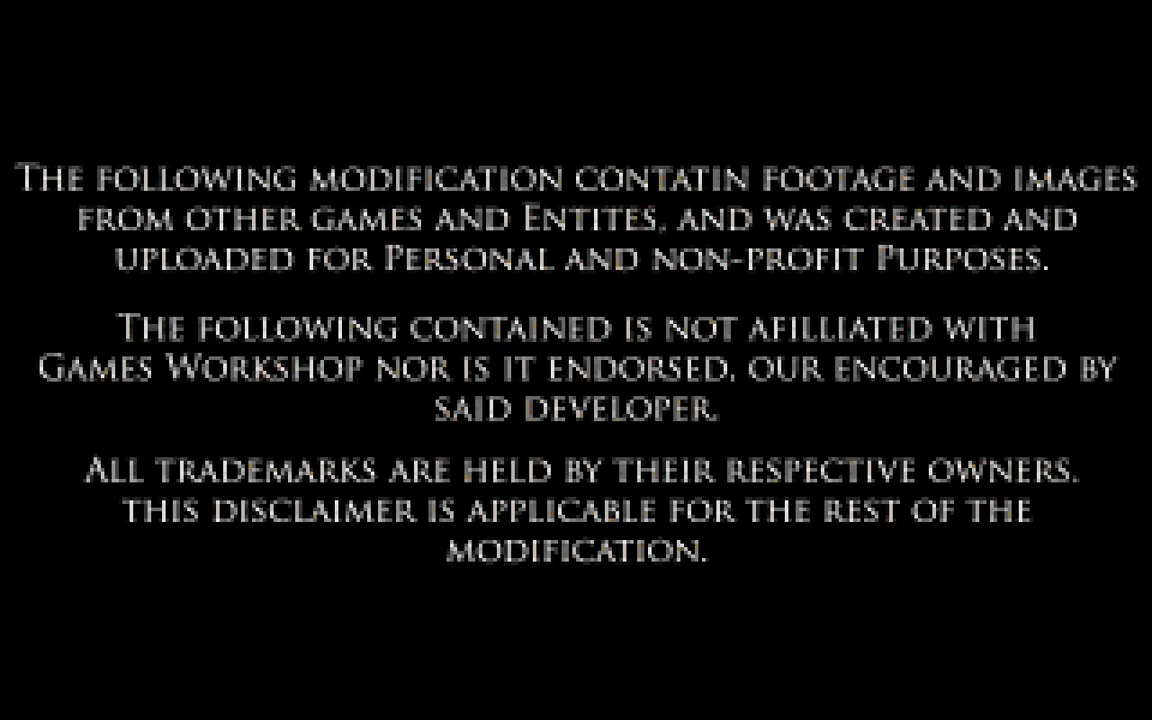 The following modification contatin footage and images
from other games and Entites, and was created and
uploaded for Personal and non-profit Purposes.
The following contained is not afilliated with
Games Workshop nor is it endorsed, our encouraged by
said developer.
All trademarks are held by their respective owners.
this disclaimer is applicable for the rest of the
modification.